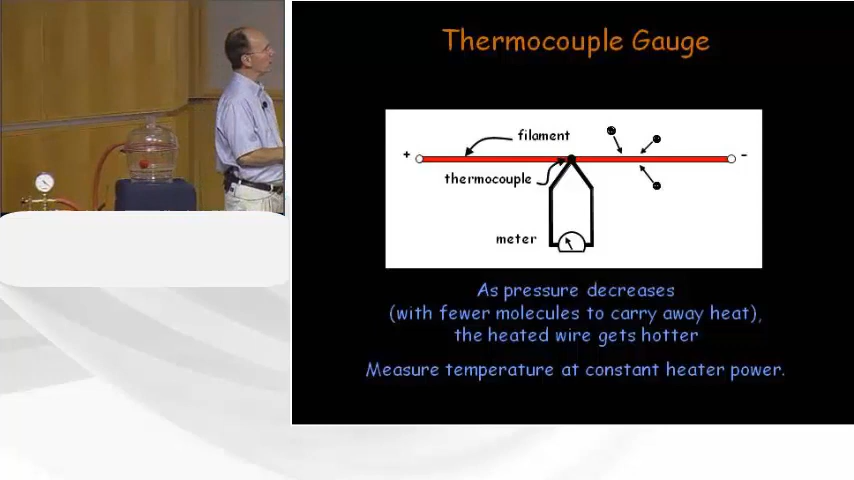 Thermocouple Gauge
filament
+
-
thermocouple
meter
As pressure decreases
(with fewer molecules to carry away heat),
the heated wire gets hotter
Measure temperature at constant heater power.